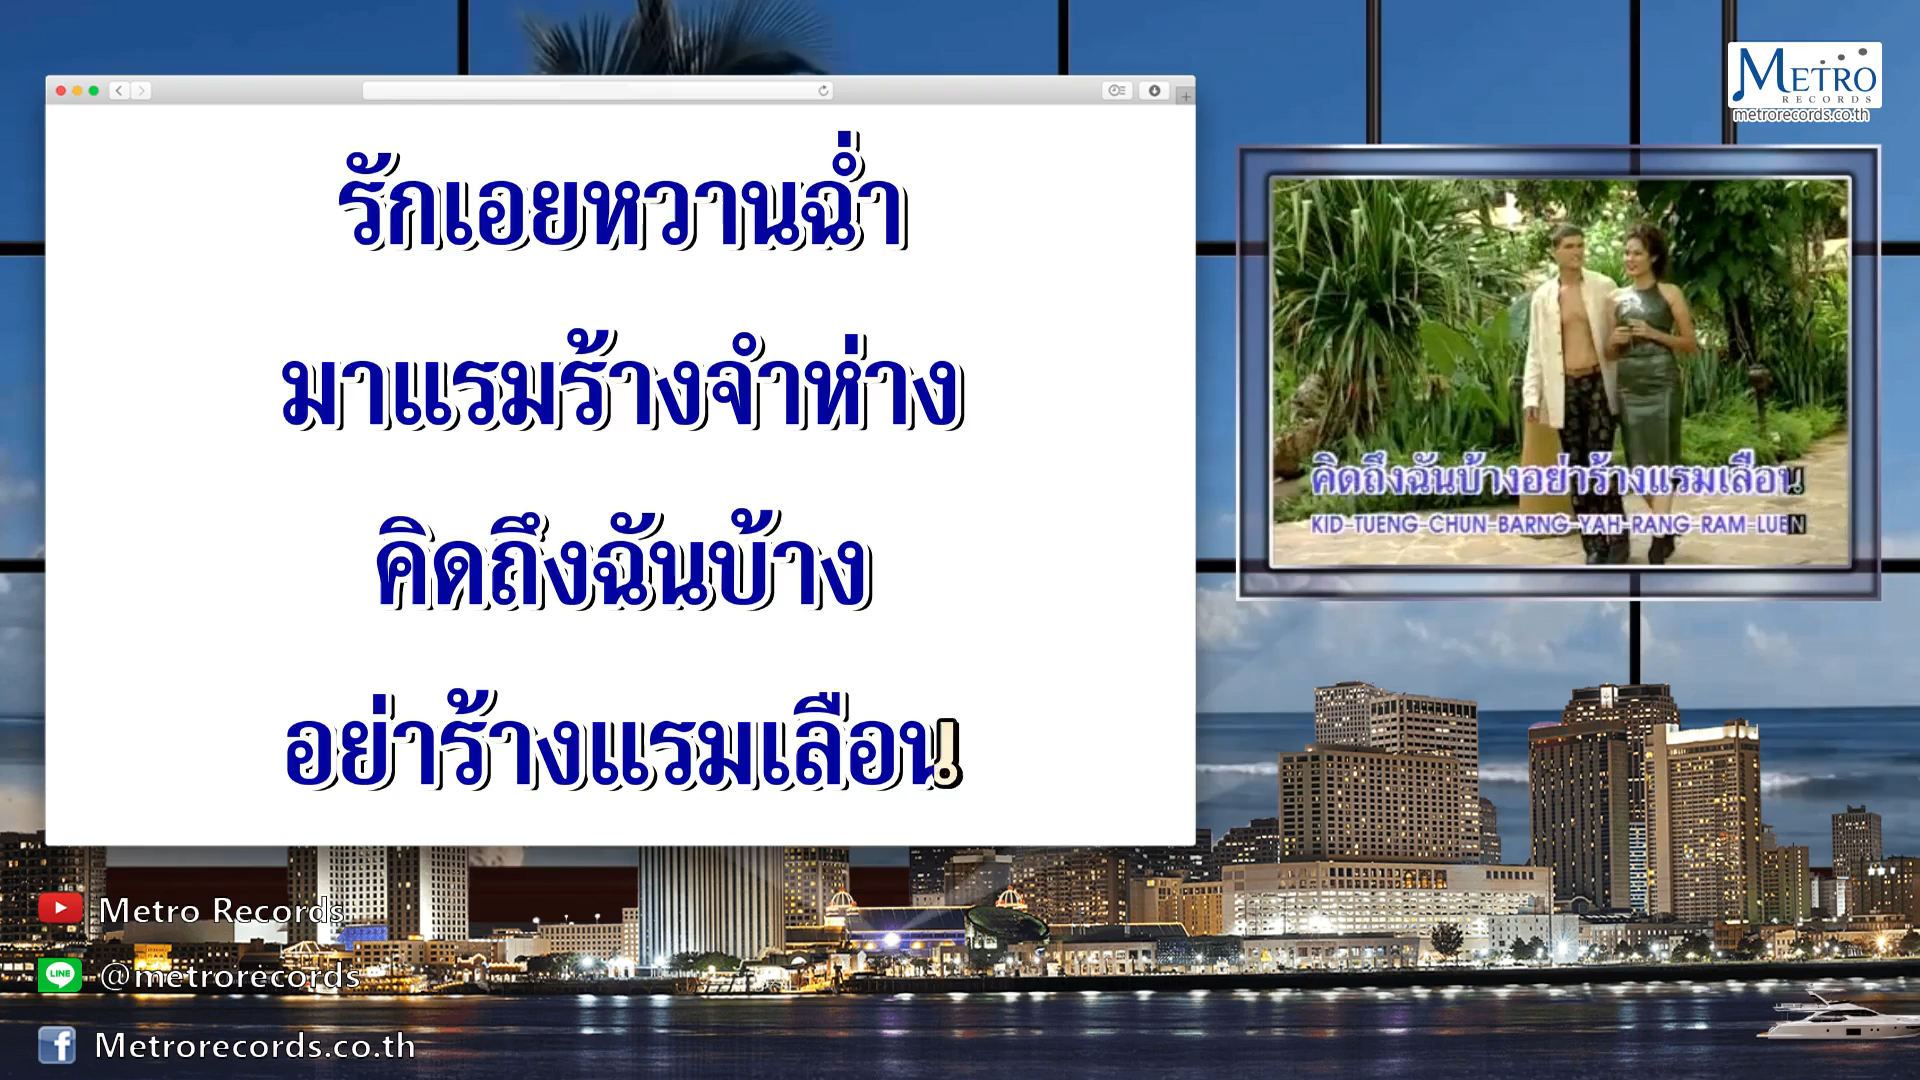 รักเอยหวานฉ่ำ
มาแรมร้างจำห่าง
คิดถึงฉันบ้าง
อย่าร้างแรมเลือน
METRO
RECORDS
metrorecords.co.th
คิดถึงฉันบ้างอย่าร้างแรมเลือน
KID-TUENG-CHUN-BARNG-YAH-RANG-RAM-LUEN
Metro Records
LINE
@metrorecords
f
Metrorecords.co.th